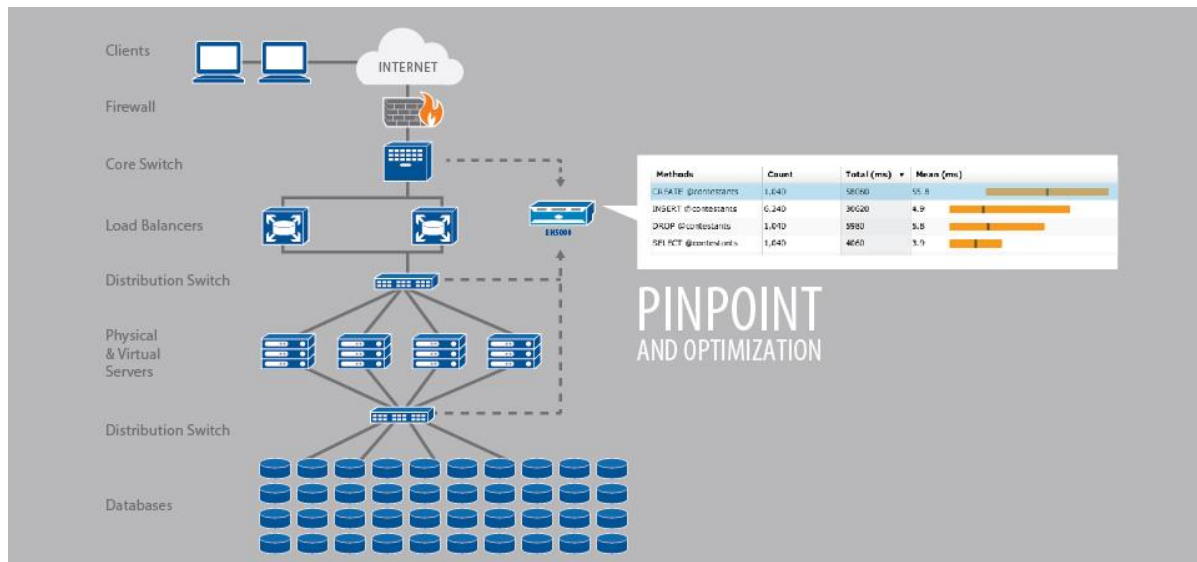 Clients
INTERNET
Firewall
Core Switch
Load Balancers
EH5000
Distribution Switch
Physical
& Virtual
Servers
Distribution Switch
Databases
Methods Count Total (ms) ▼ Mean (ms)
CREATE @contestants 1,040 58060 55.8
INSERT @contestants 6,240 30620 4.9
DROP @contestants 1,040 5980 5.8
SELECT @contestants 1,040 4060 3.9
PINPOINT
AND OPTIMIZATION